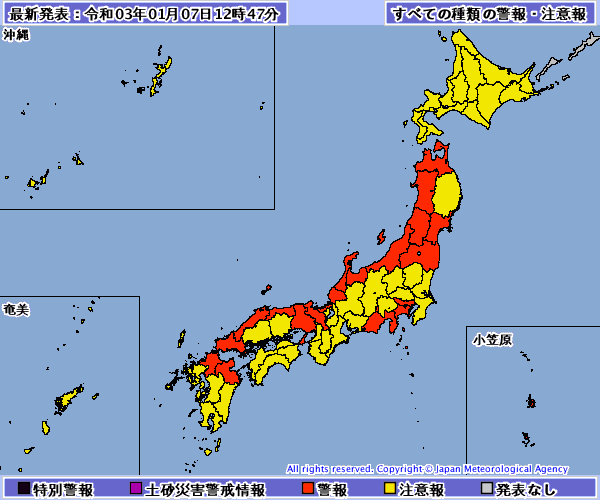 最新発表：令和03年01月07日12時47分
すべての種類の警報・注意報
沖縄
奄美
小笠原
All rights reserved. Copyright © Japan Meteorological Agency
特別警報 土砂災害警戒情報 警報 注意報 発表なし